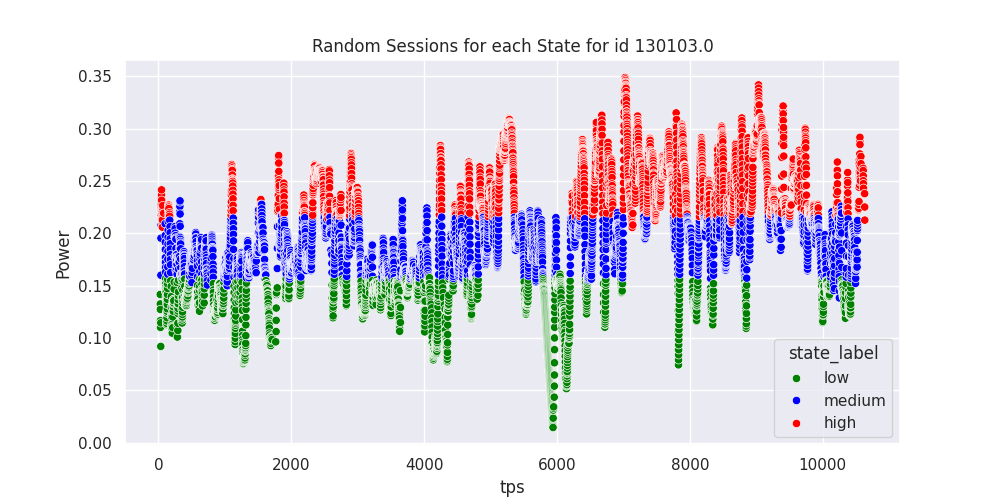 Random Sessions for each State for id 130103.0
Power
0.35
0.30
0.25
0.20
0.15
0.10
0.05
0.00
0 2000 4000 6000 8000 10000
tps
state_label
low
medium
high